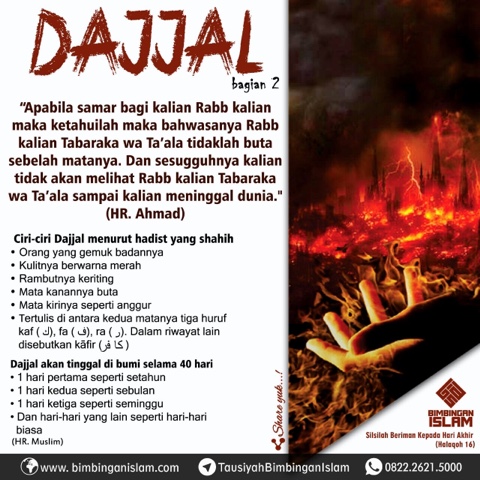 DAJJAL
bagian 2
“Apabila samar bagi kalian Rabb kalian
maka ketahuilah maka bahwasanya Rabb
kalian Tabaraka wa Ta’ala tidaklah buta
sebelah matanya. Dan sesugguhnya kalian
tidak akan melihat Rabb kalian Tabaraka
wa Ta’ala sampai kalian meninggal dunia."
(HR. Ahmad)
Ciri-ciri Dajjal menurut hadist yang shahih
• Orang yang gemuk badannya
• Kulitnya berwarna merah
• Rambutnya keriting
• Mata kanannya buta
• Mata kirinya seperti anggur
• Tertulis di antara kedua matanya tiga huruf
kaf ( ك ), fa ( ف ), ra ( ر ). Dalam riwayat lain
disebutkan kāfir ( كا فر )
Dajjal akan tinggal di bumi selama 40 hari
• 1 hari pertama seperti setahun
• 1 hari kedua seperti sebulan
• 1 hari ketiga seperti seminggu
• Dan hari-hari yang lain seperti hari-hari
biasa
(HR. Muslim)
Share yuk...!
BIMBINGAN
ISLAM
Silsilah Beriman Kepada Hari Akhir
(Halaqoh 16)
www. bimbinganislam.com
TausiyahBimbinganIslam
0822.2621.5000